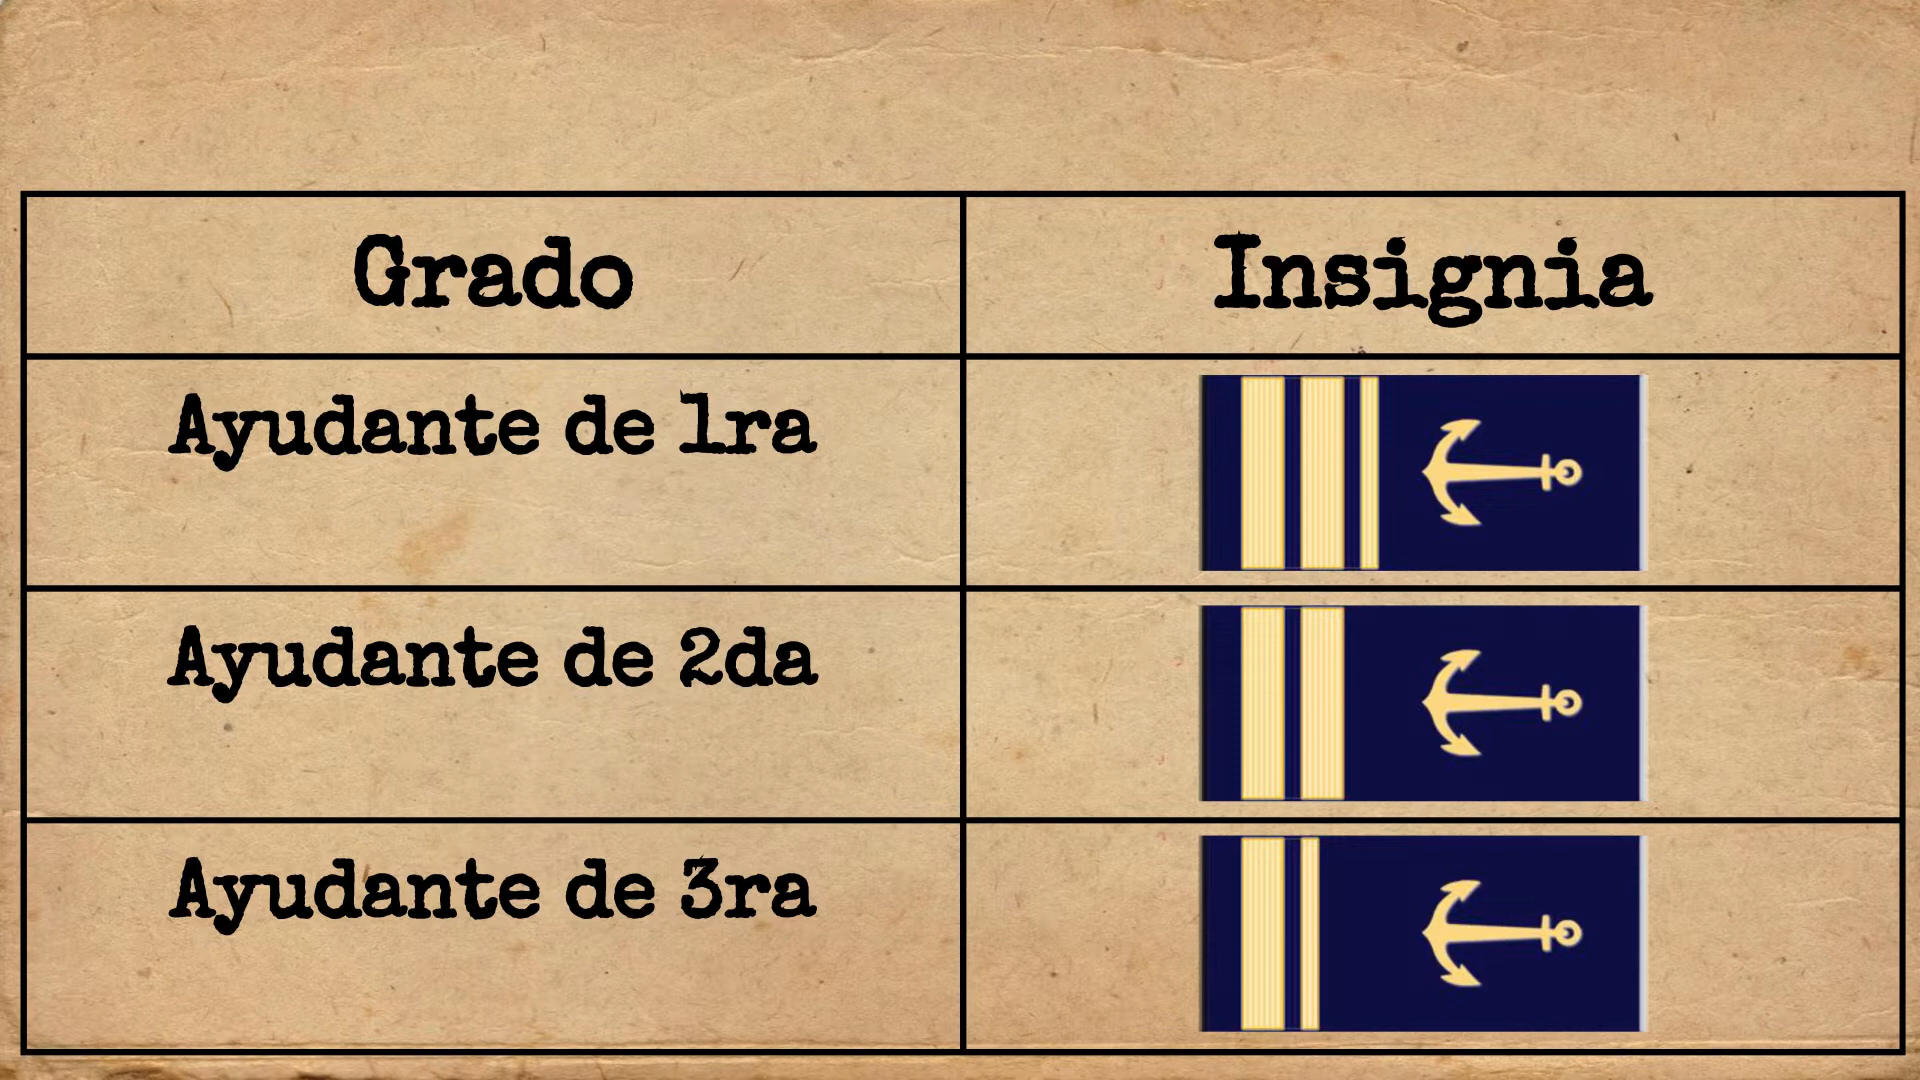 Grado
Insignia
Ayudante de 1ra
Ayudante de 2da
Ayudante de 3ra